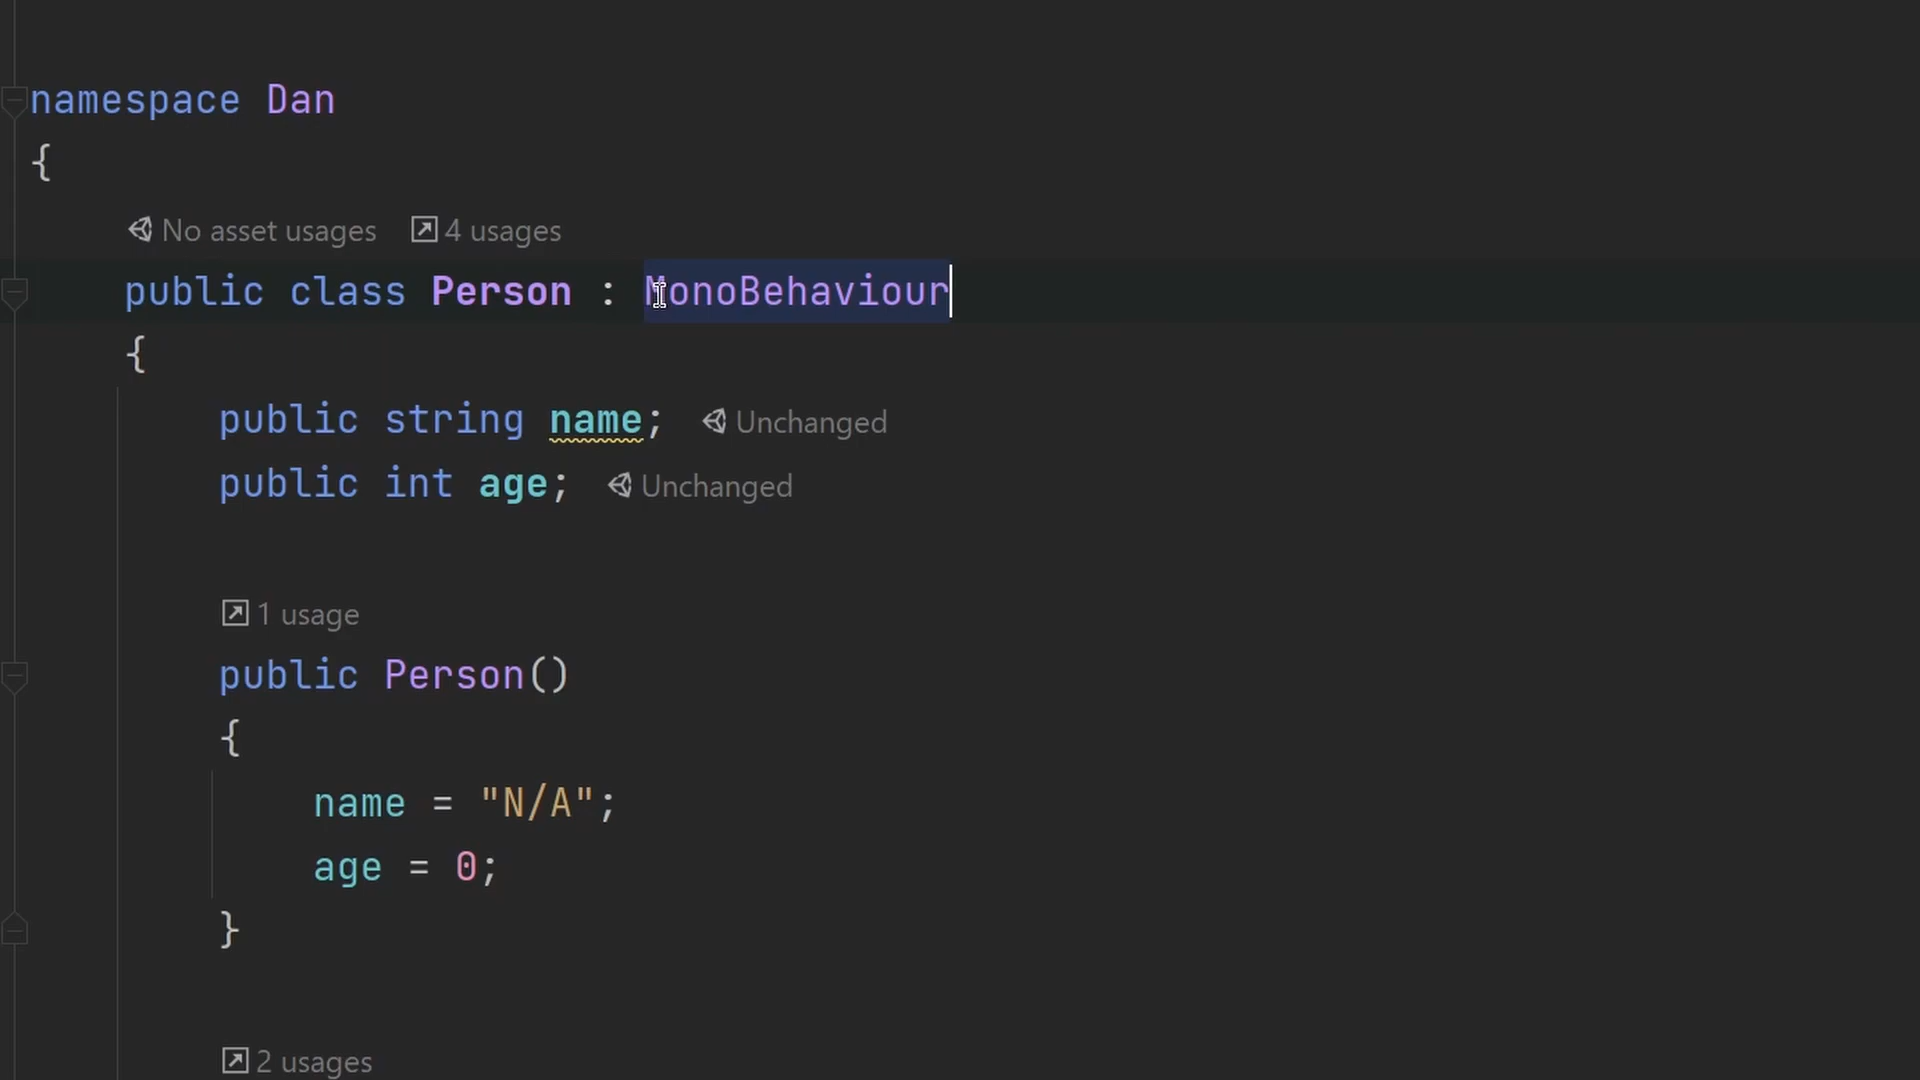 namespace Dan
{
No asset usages 4 usages
public class Person : MonoBehaviour
{
public string name; Unchanged
public int age; Unchanged
1 usage
public Person()
{
name = "N/A";
age = 0;
}
2 usages